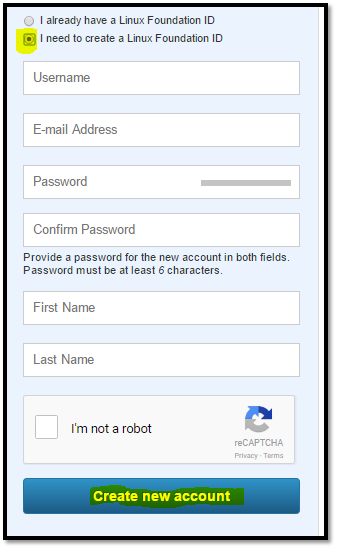 I already have a Linux Foundation ID
I need to create a Linux Foundation ID
Username
E-mail Address
Password
Confirm Password
Provide a password for the new account in both fields.
Password must be at least 6 characters.
First Name
Last Name
I'm not a robot
reCAPTCHA
Privacy - Terms
Create new account